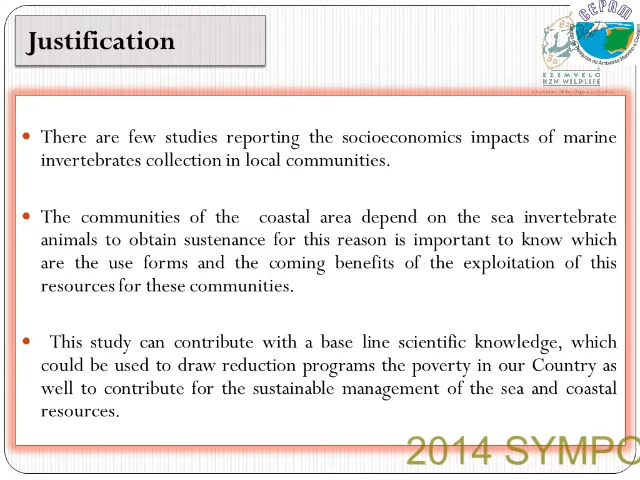 Justification
CEPAM
EZEMVELO
KZN WILDLIFE
There are few studies reporting the socioeconomics impacts of marine
invertebrates collection in local communities.
The communities of the coastal area depend on the sea invertebrate
animals to obtain sustenance for this reason is important to know which
are the use forms and the coming benefits of the exploitation of this
resources for these communities.
This study can contribute with a base line scientific knowledge, which
could be used to draw reduction programs the poverty in our Country as
well to contribute for the sustainable management of the sea and coastal
resources.
2014 SYMPO